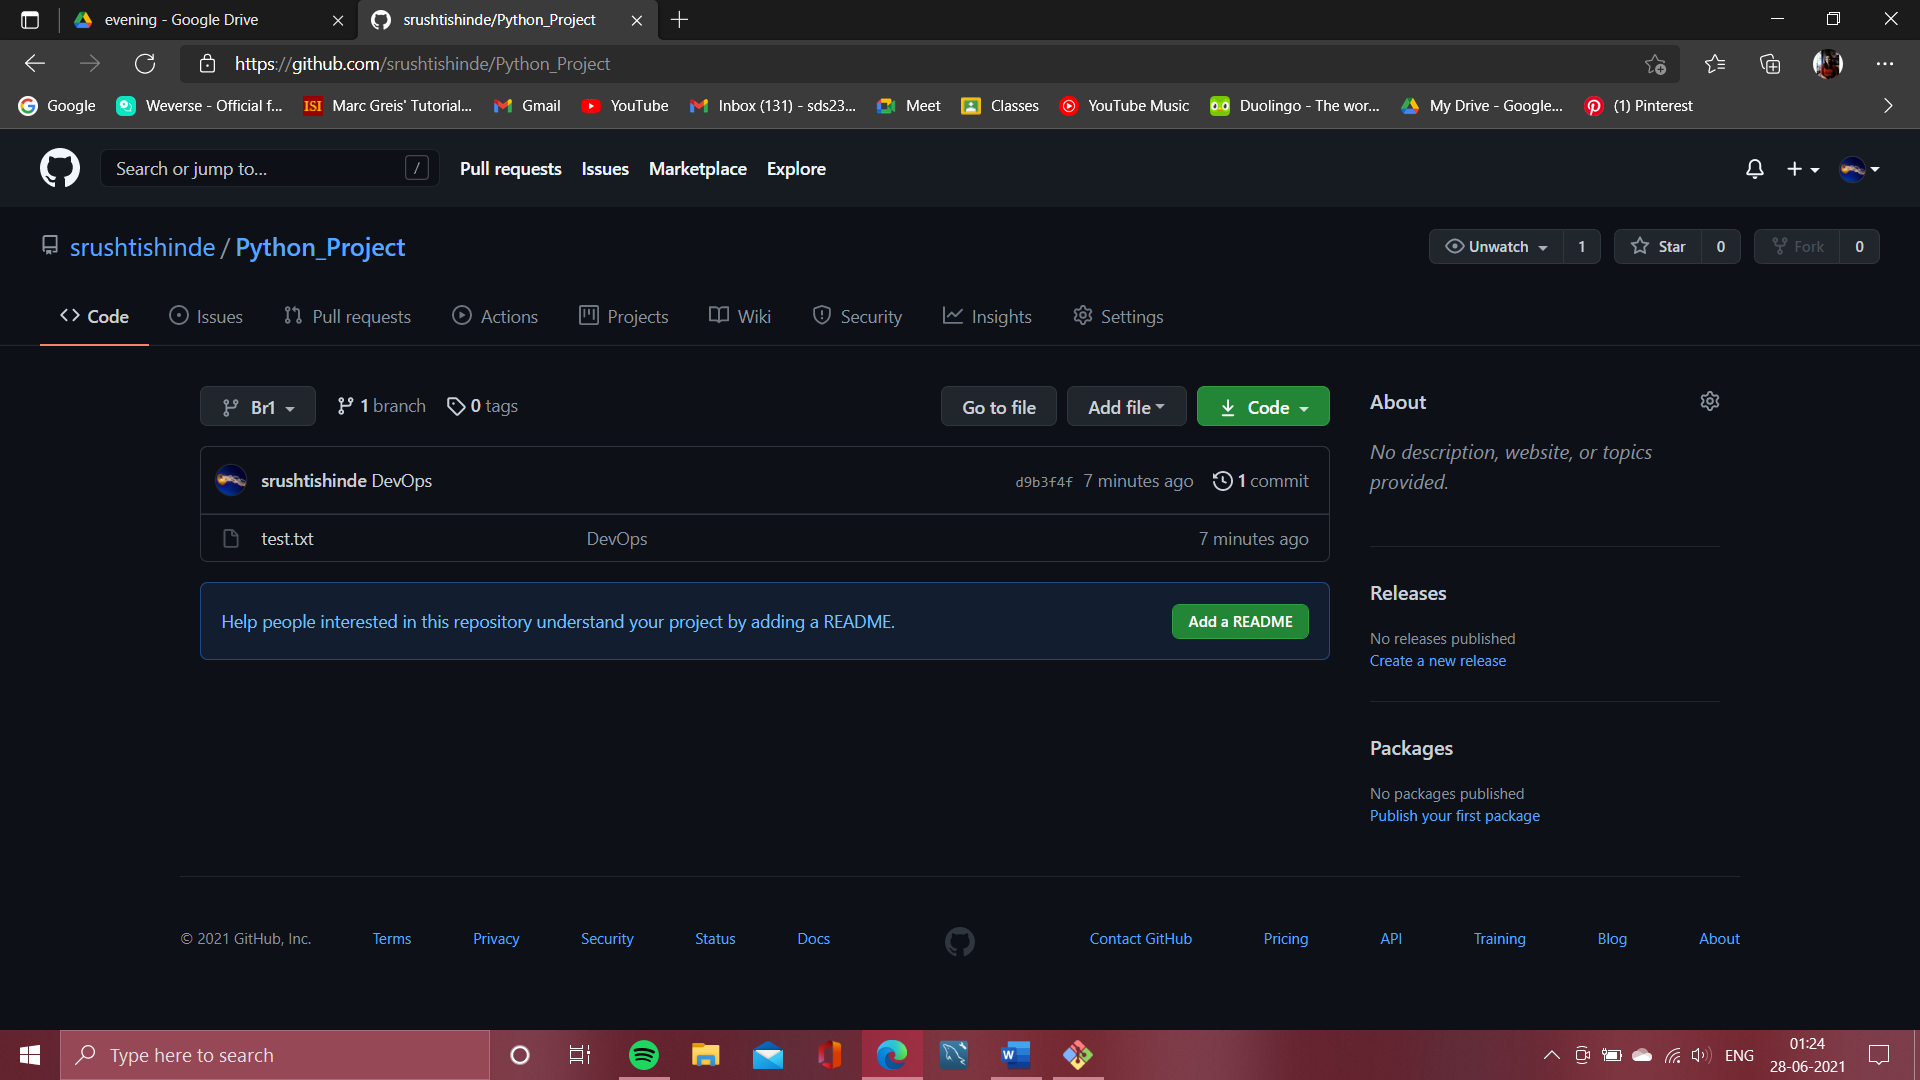 evening - Google Drive
srushtishinde/Python_Project
https://github.com/srushtishinde/Python_Project
Google
Weverse - Official f...
ISI
Marc Greis' Tutorial...
Gmail
YouTube
Inbox (131) - sds23...
Meet
Classes
YouTube Music
Duolingo - The wor...
My Drive - Google...
(1) Pinterest
Search or jump to...
/
Pull requests
Issues
Marketplace
Explore
srushtishinde / Python_Project
Unwatch
1
Star
0
Fork
0
Code
Issues
Pull requests
Actions
Projects
Wiki
Security
Insights
Settings
Br1
1 branch
0 tags
Go to file
Add file
Code
srushtishinde DevOps
d9b3f4f 7 minutes ago
1 commit
test.txt
DevOps
7 minutes ago
Help people interested in this repository understand your project by adding a README.
Add a README
About
No description, website, or topics
provided.
Releases
No releases published
Create a new release
Packages
No packages published
Publish your first package
© 2021 GitHub, Inc.
Terms
Privacy
Security
Status
Docs
Contact GitHub
Pricing
API
Training
Blog
About
Type here to search
W
ENG
01:24
28-06-2021